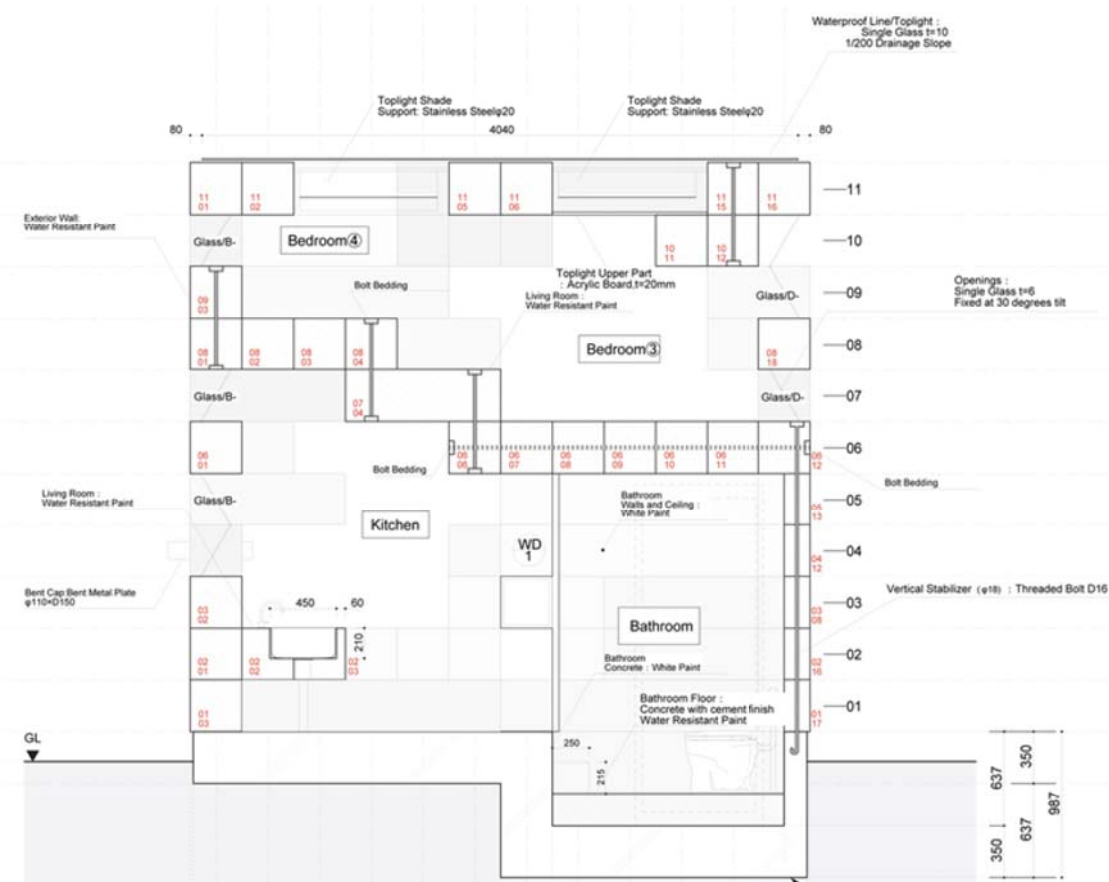 Waterproof Line/Toplight :
Single Glass t=10
1/200 Drainage Slope
Toplight Shade
Support: Stainless Steelφ20
Toplight Shade
Support: Stainless Steelφ20
80
4040
80
11
01
11
02
11
05
11
06
11
15
11
16
11
Exterior Wall:
Water Resistant Paint
Glass/B-
Bedroom④
10
11
10
12
10
Bolt Bedding
Toplight Upper Part
: Acrylic Board,t=20mm
Living Room :
Water Resistant Paint
Openings :
Single Glass t=6
Fixed at 30 degrees tilt
09
03
Glass/D-
09
08
01
08
02
08
03
08
04
Bedroom③
08
18
08
Glass/B-
07
04
Glass/D-
07
06
01
06
06
06
07
06
08
06
09
06
10
06
11
06
12
06
Bolt Bedding
Bolt Bedding
Living Room :
Water Resistant Paint
Glass/B-
Bathroom
Walls and Ceiling :
White Paint
05
13
05
Kitchen
WD
1
04
12
04
Bent Cap:Bent Metal Plate
φ110×D150
03
02
450
60
03
08
03
Vertical Stabilizer (φ18) : Threaded Bolt D16
Bathroom
02
01
02
02
02
03
210
02
16
02
Bathroom
Concrete : White Paint
01
03
Bathroom Floor :
Concrete with cement finish
Water Resistant Paint
01
17
01
GL
250
215
637
350
350
637
987